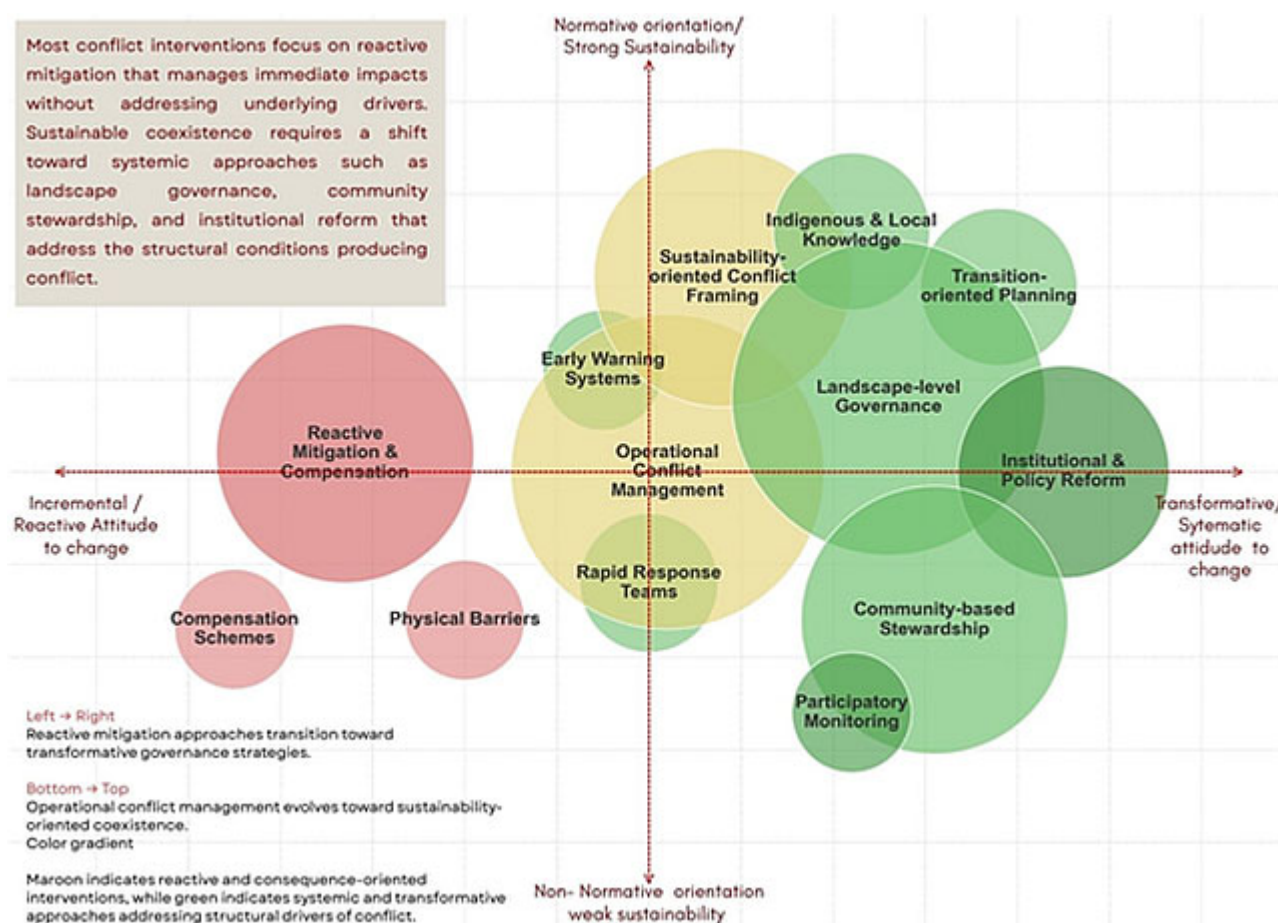 Normative orientation/
Strong Sustainability
Most conflict interventions focus on reactive
mitigation that manages immediate impacts
without addressing underlying drivers.
Sustainable coexistence requires a shift
toward systemic approaches such as
landscape governance, community
stewardship, and institutional reform that
address the structural conditions producing
conflict.
Indigenous & Local
Knowledge
Sustainability-
oriented Conflict
Framing
Transition-
oriented Planning
Early Warning
Systems
Landscape-level
Governance
Reactive
Mitigation &
Compensation
Operational
Conflict
Management
Institutional &
Policy Reform
Incremental /
Reactive Attitude
to change
Transformative/
Sytematic
attidude to
change
Rapid Response
Teams
Compensation
Schemes
Physical Barriers
Community-based
Stewardship
Participatory
Monitoring
Left → Right
Reactive mitigation approaches transition toward
transformative governance strategies.
Bottom → Top
Operational conflict management evolves toward sustainability-
oriented coexistence.
Color gradient
Maroon indicates reactive and consequence-oriented
interventions, while green indicates systemic and transformative
approaches addressing structural drivers of conflict.
Non- Normative orientation
weak sustainability